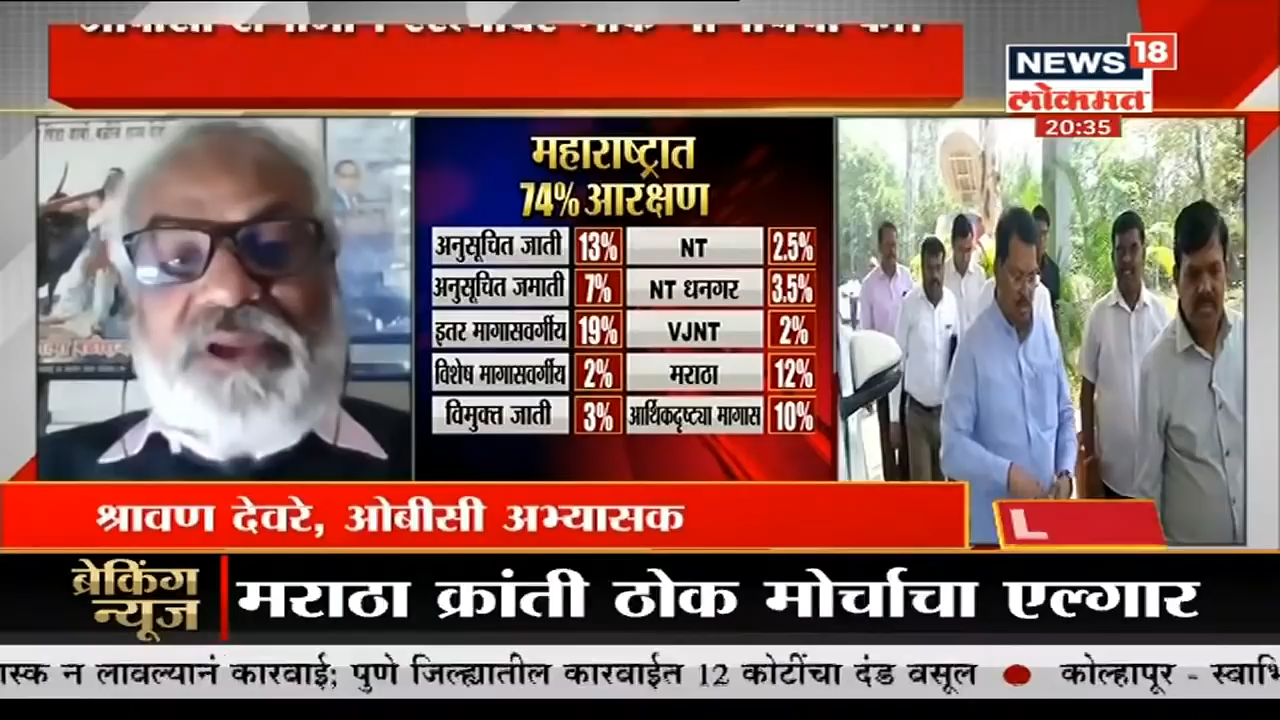 NEWS 18
लोकमत
20:35
महाराष्ट्रात
74% आरक्षण
अनुसूचित जाती 13% NT 2.5%
अनुसूचित जमाती 7% NT धनगर 3.5%
इतर मागासवर्गीय 19% VJNT 2%
विशेष मागासवर्गीय 2% मराठा 12%
विमुक्त जाती 3% आर्थिकदृष्ट्या मागास 10%
श्रावण देवरे, ओबीसी अभ्यासक
L
ब्रेकिंग
न्यूज
मराठा क्रांती ठोक मोर्चाचा एल्गार
न लावल्यानं कारवाई; पुणे जिल्ह्यातील कारवाईत 12 कोटींचा दंड वसूल ● कोल्हापूर -